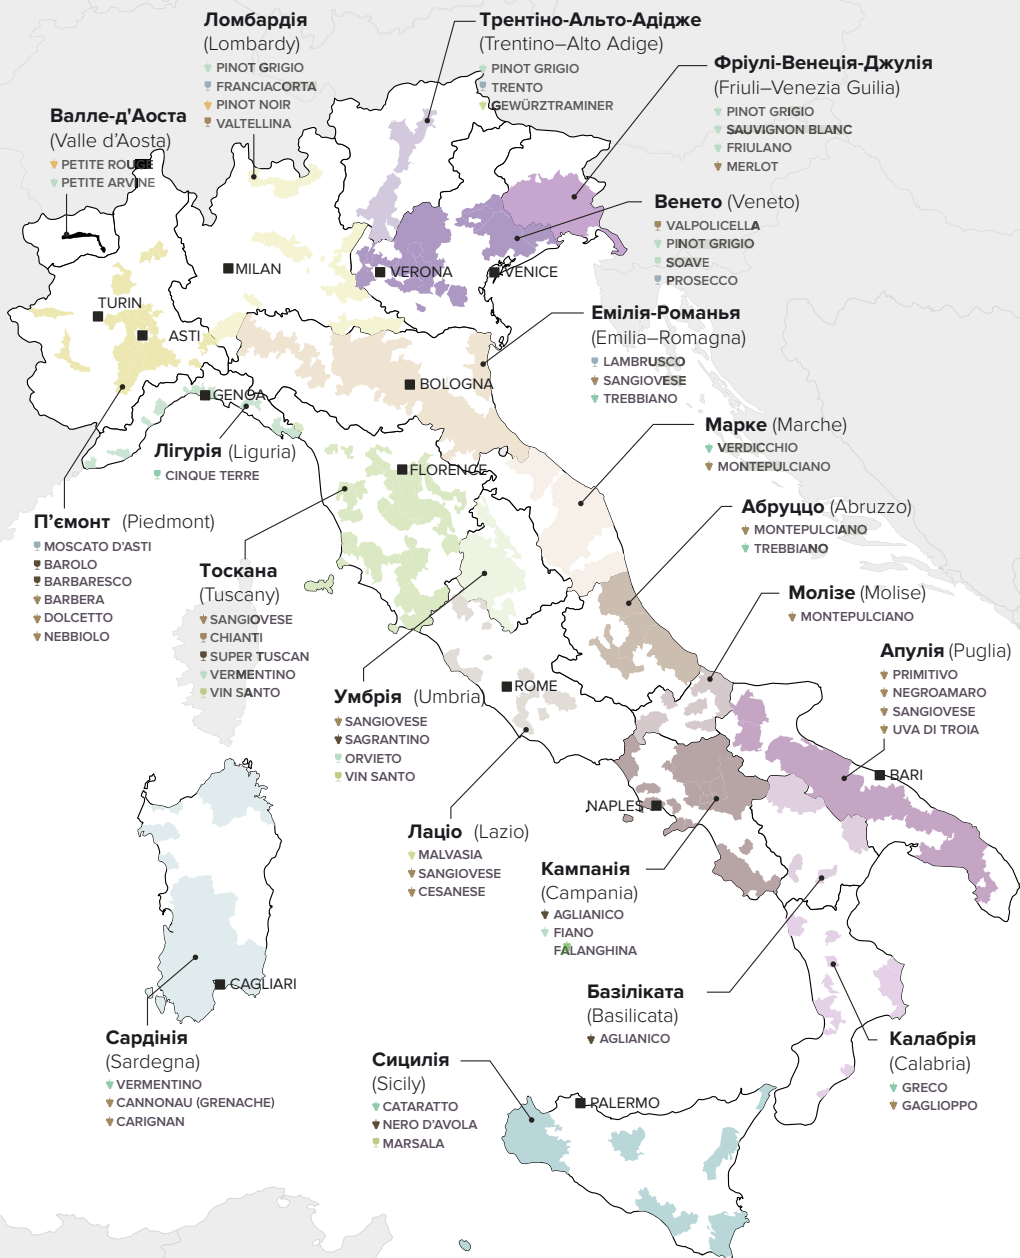 Ломбардія
(Lombardy)
PINOT GRIGIO
FRANCIACORTA
PINOT NOIR
VALTELLINA
Трентіно-Альто-Адідже
(Trentino–Alto Adige)
PINOT GRIGIO
TRENTO
GEWÜRZTRAMINER
Фріулі-Венеція-Джулія
(Friuli–Venezia Guilia)
PINOT GRIGIO
SAUVIGNON BLANC
FRIULANO
MERLOT
Валле-д'Аоста
(Valle d'Aosta)
PETITE ROUGE
PETITE ARVINE
Венето (Veneto)
VALPOLICELLA
PINOT GRIGIO
SOAVE
PROSECCO
MILAN
VERONA
VENICE
TURIN
ASTI
Емілія-Романья
(Emilia–Romagna)
LAMBRUSCO
SANGIOVESE
TREBBIANO
BOLOGNA
GENOA
Лігурія (Liguria)
CINQUE TERRE
FLORENCE
Марке (Marche)
VERDICCHIO
MONTEPULCIANO
П’ємонт (Piedmont)
MOSCATO D’ASTI
BAROLO
BARBARESCO
BARBERA
DOLCETTO
NEBBIOLO
Абруццо (Abruzzo)
MONTEPULCIANO
TREBBIANO
Тоскана
(Tuscany)
SANGIOVESE
CHIANTI
SUPER TUSCAN
VERMENTINO
VIN SANTO
Молізе (Molise)
MONTEPULCIANO
Апулія (Puglia)
PRIMITIVO
NEGROAMARO
SANGIOVESE
UVA DI TROIA
Умбрія (Umbria)
SANGIOVESE
SAGRANTINO
ORVIETO
VIN SANTO
ROME
BARI
NAPLES
Лаціо (Lazio)
MALVASIA
SANGIOVESE
CESANESE
Кампанія
(Campania)
AGLIANICO
FIANO
FALANGHINA
CAGLIARI
Базіліката
(Basilicata)
AGLIANICO
Сардінія
(Sardegna)
VERMENTINO
CANNONAU (GRENACHE)
CARIGNAN
Сицилія
(Sicily)
CATARATTO
NERO D’AVOLA
MARSALA
PALERMO
Калабрія
(Calabria)
GRECO
GAGLIOPPO